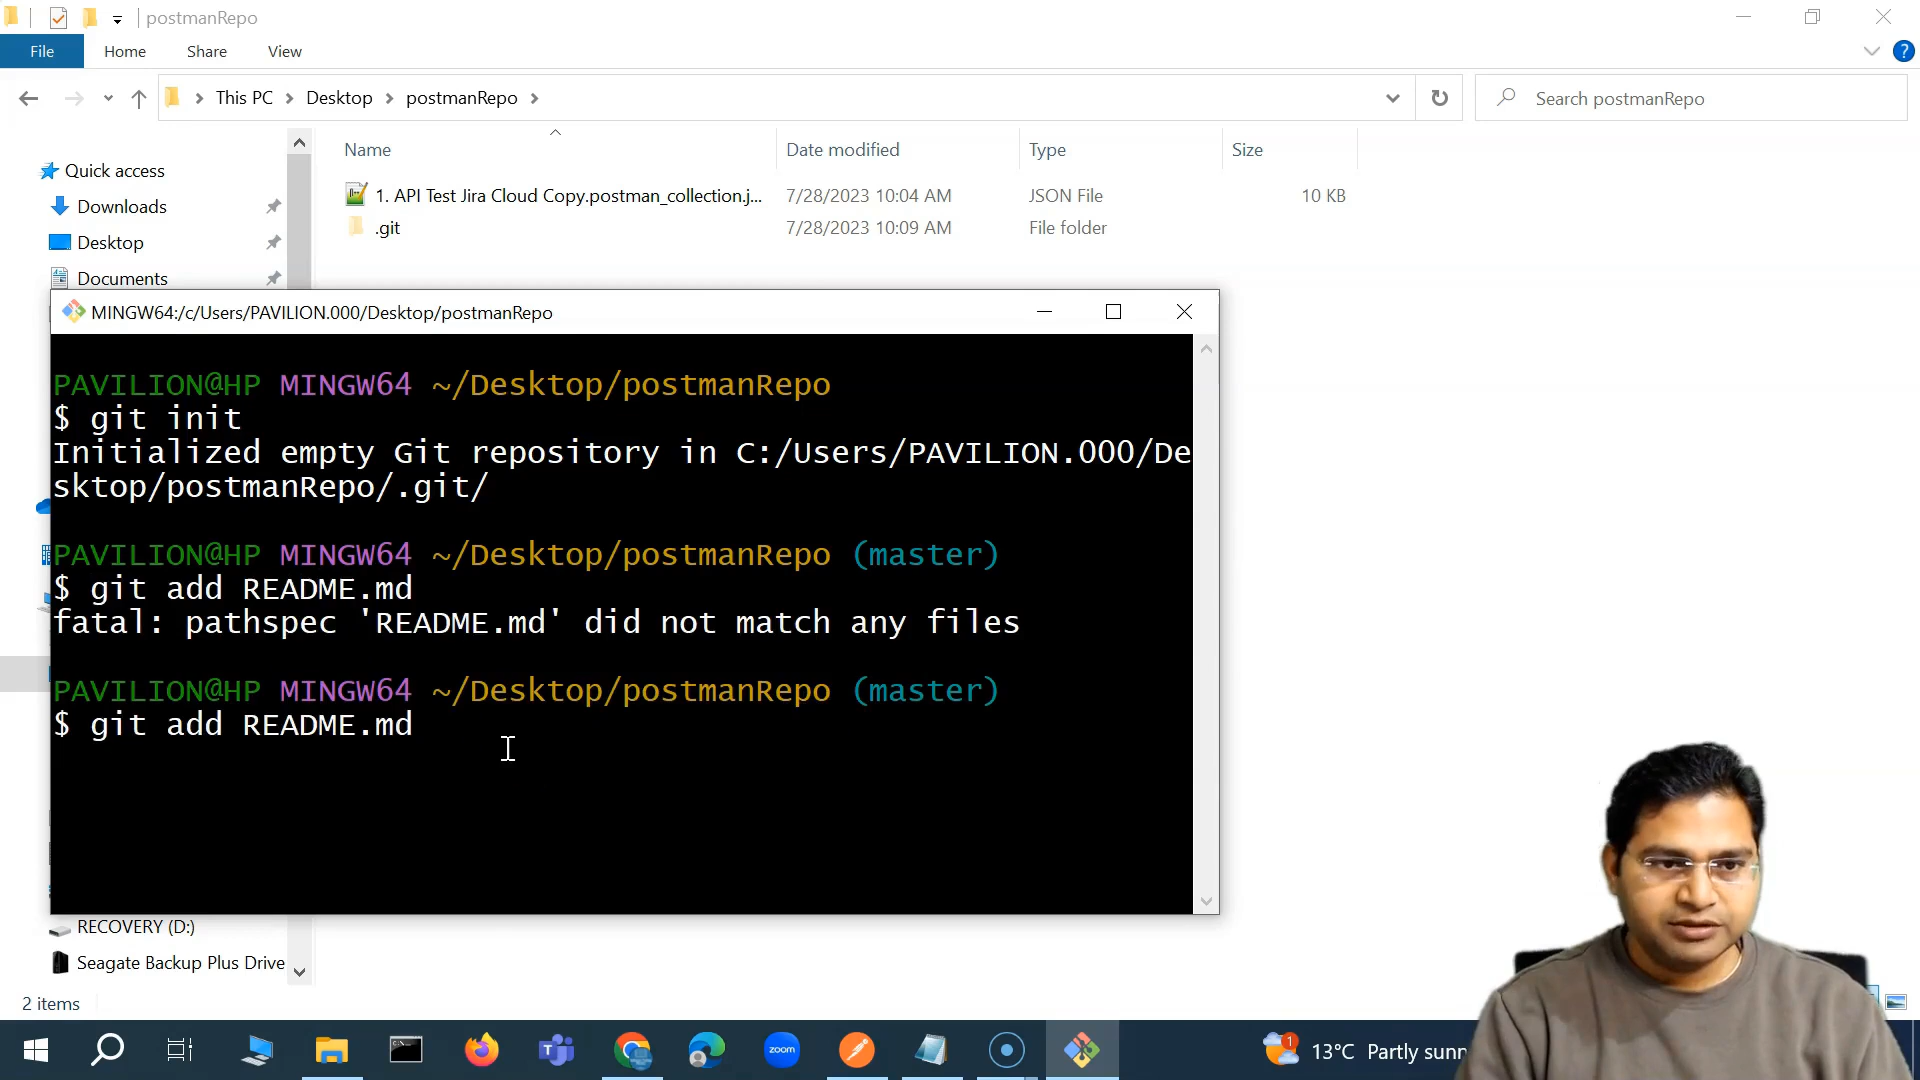 postmanRepo
File
Home
Share
View
?
This PC
Desktop
postmanRepo
Search postmanRepo
Name
Date modified
Type
Size
Quick access
Downloads
Desktop
Documents
1. API Test Jira Cloud Copy.postman_collection.j...
7/28/2023 10:04 AM
JSON File
10 KB
.git
7/28/2023 10:09 AM
File folder
MINGW64:/c/Users/PAVILION.000/Desktop/postmanRepo
PAVILION@HP MINGW64 ~/Desktop/postmanRepo
$ git init
Initialized empty Git repository in C:/Users/PAVILION.000/De
sktop/postmanRepo/.git/
PAVILION@HP MINGW64 ~/Desktop/postmanRepo (master)
$ git add README.md
fatal: pathspec 'README.md' did not match any files
PAVILION@HP MINGW64 ~/Desktop/postmanRepo (master)
$ git add README.md
RECOVERY (D:)
Seagate Backup Plus Drive
2 items
zoom
1
13°C Partly sunn